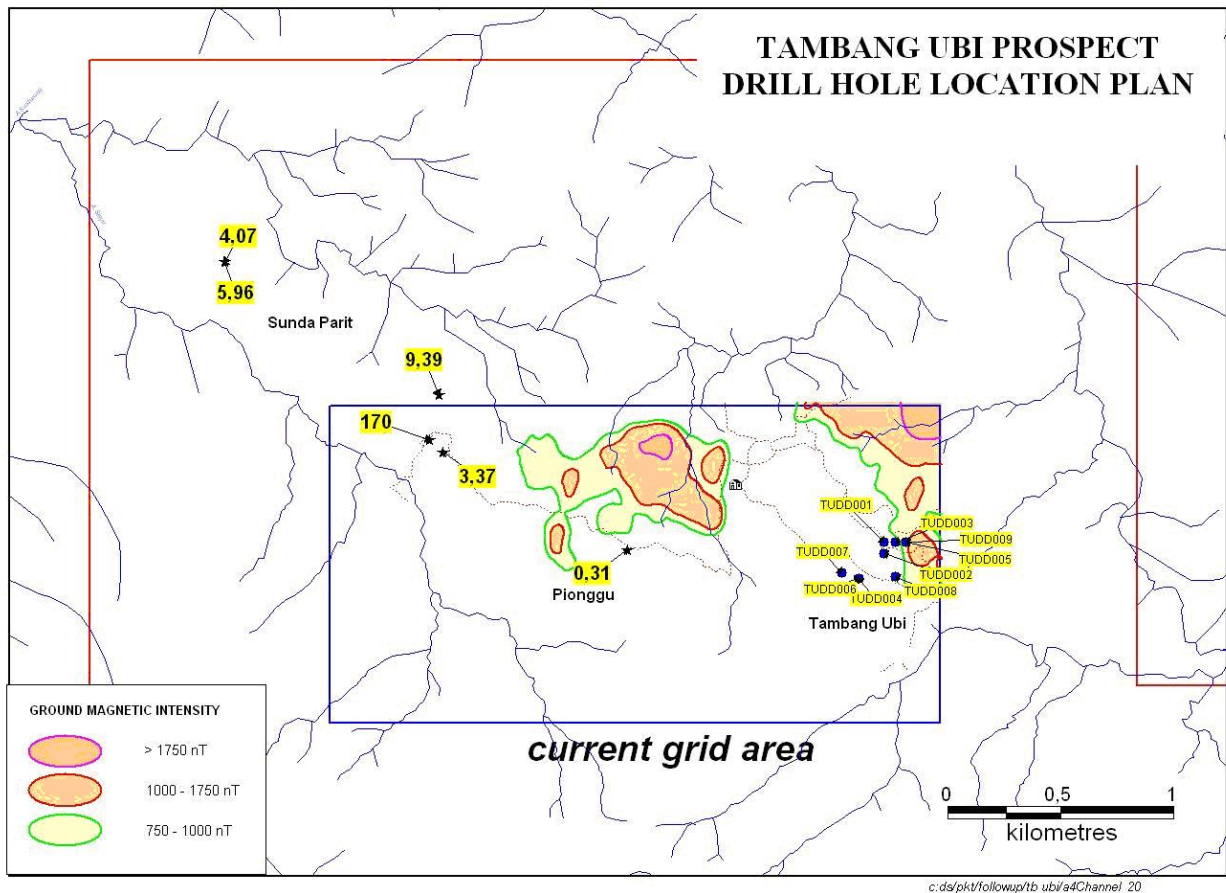 TAMBANG UBI PROSPECT
DRILL HOLE LOCATION PLAN
4,07
5,96
Sunda Parit
9,39
170
3,37
0,31
Pionggu
TUDD001
TUDD003
TUDD009
TUDD005
TUDD007
TUDD002
TUDD006
TUDD004
TUDD008
Tambang Ubi
GROUND MAGNETIC INTENSITY
> 1750 nT
1000 - 1750 nT
750 - 1000 nT
current grid area
0
0,5
1
kilometres
c:da/pkt/followup/tb ubi/a4Channel 20